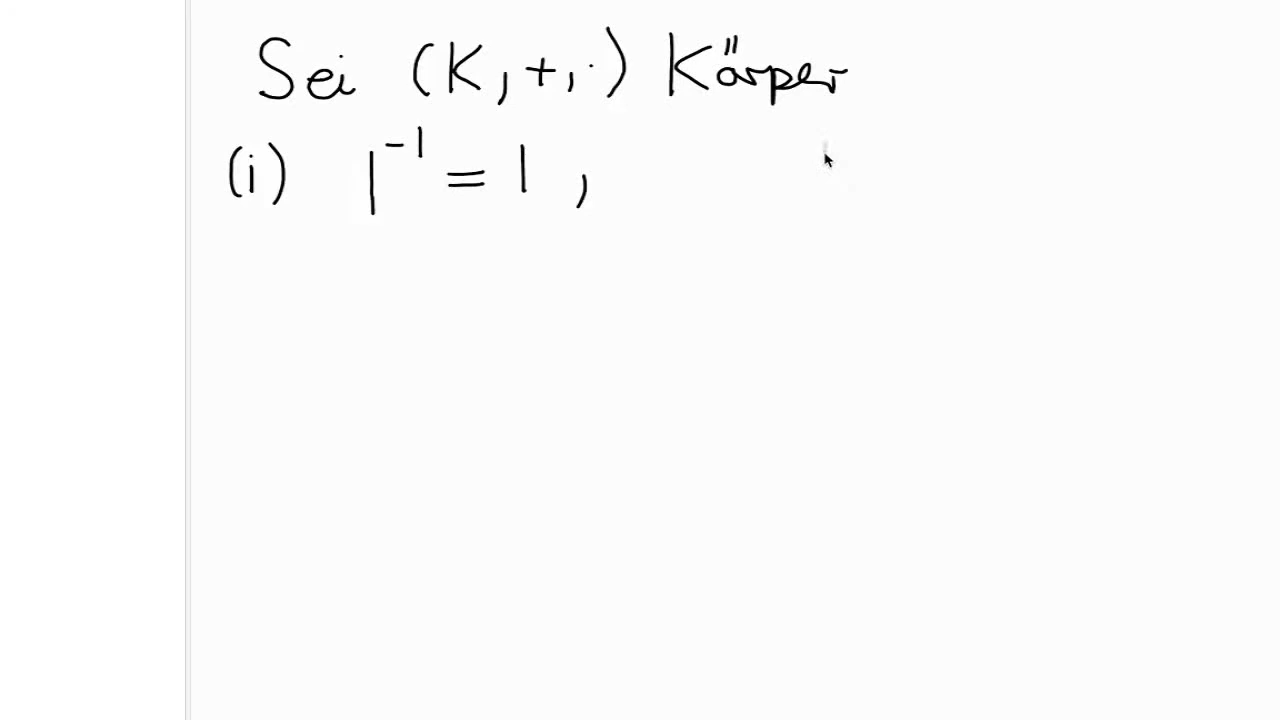 Sei (K, +, ·) Körper
(i) 1⁻¹ = 1 ,